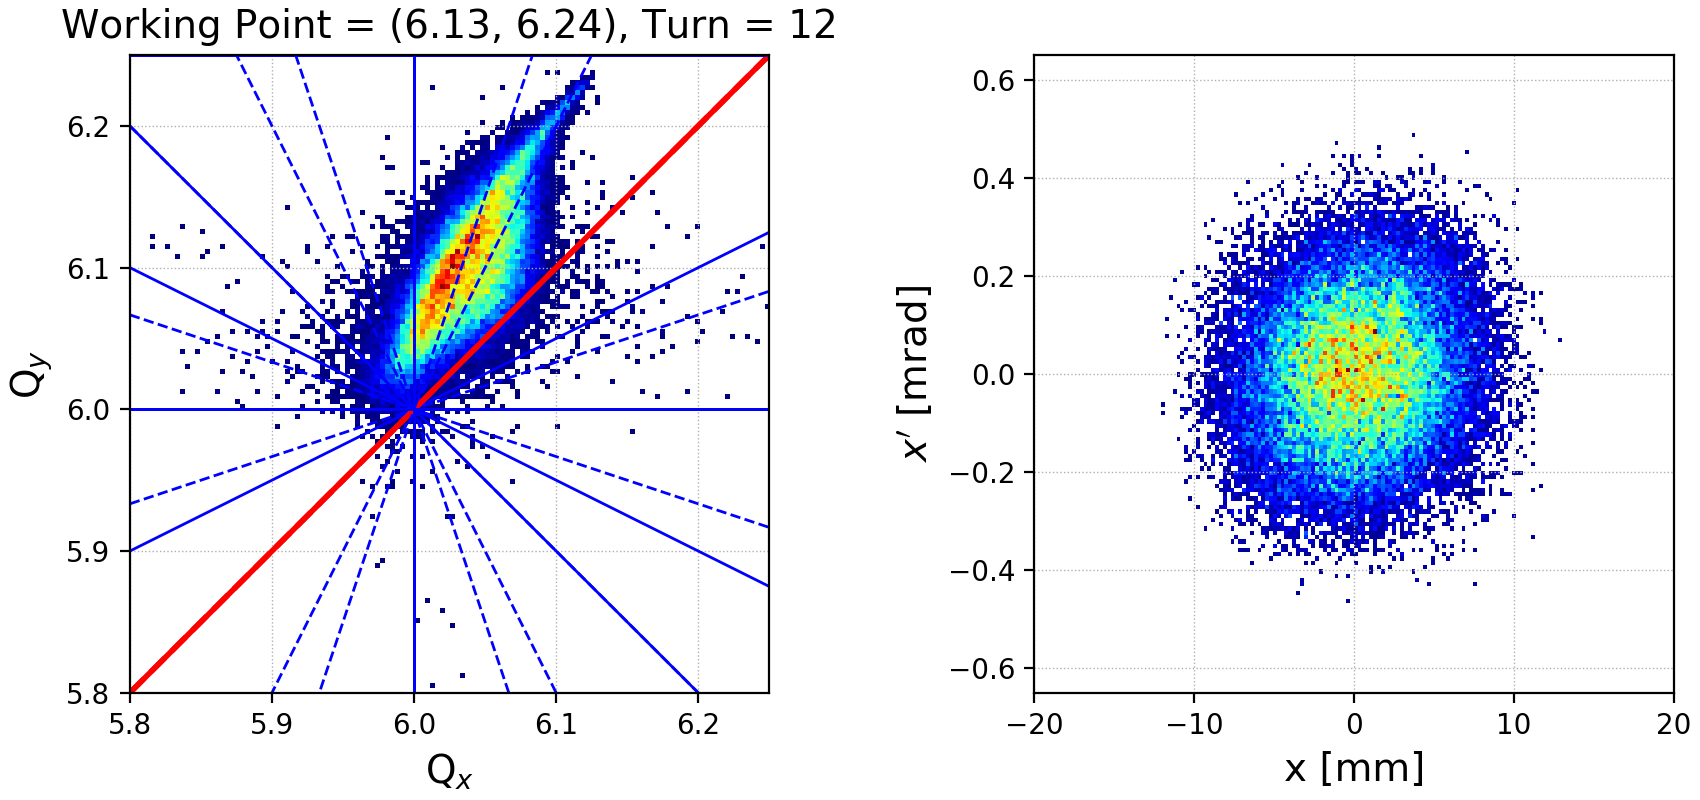 Working Point = (6.13, 6.24), Turn = 12
6.2
6.1
6.0
5.9
5.8
Q_y
5.8 5.9 6.0 6.1 6.2
Q_x
0.6
0.4
0.2
0.0
−0.2
−0.4
−0.6
x′ [mrad]
−20 −10 0 10 20
x [mm]